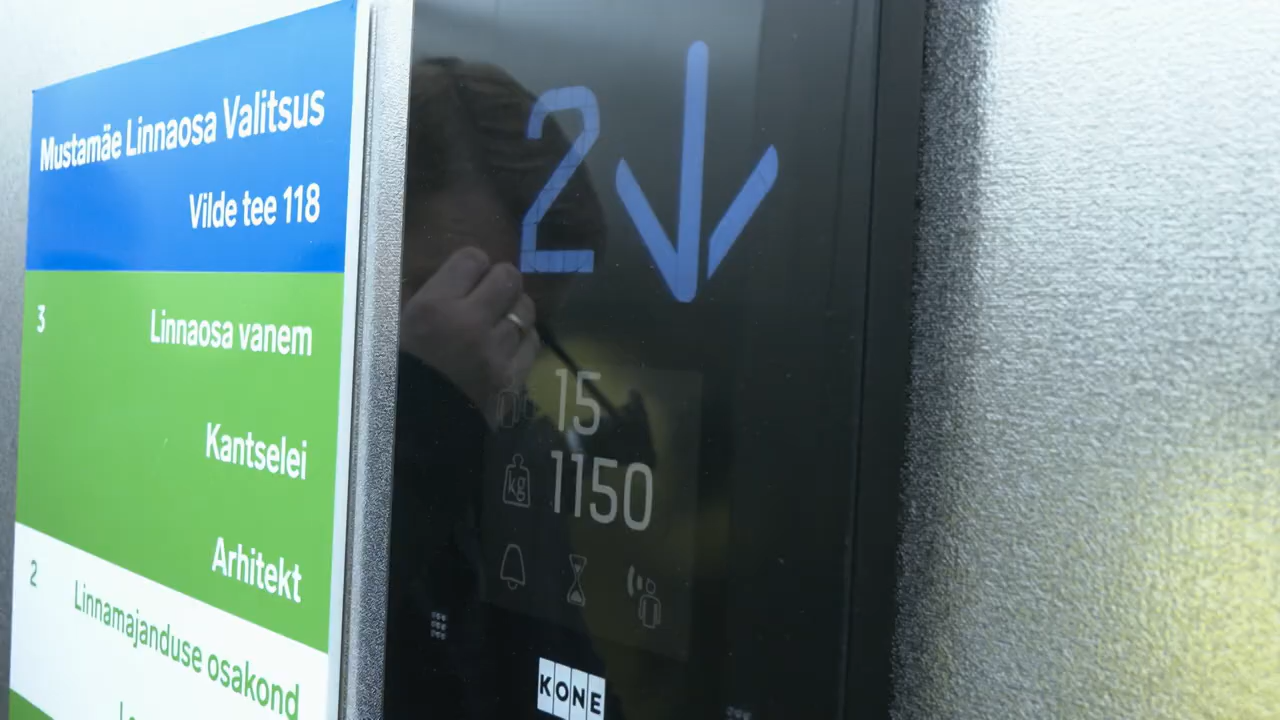 Mustamäe Linnaosa Valitsus
Vilde tee 118
3
Linnaosa vanem
Kantselei
Arhitekt
2
Linnamajanduse osakond
2
15
kg
1150
KONE